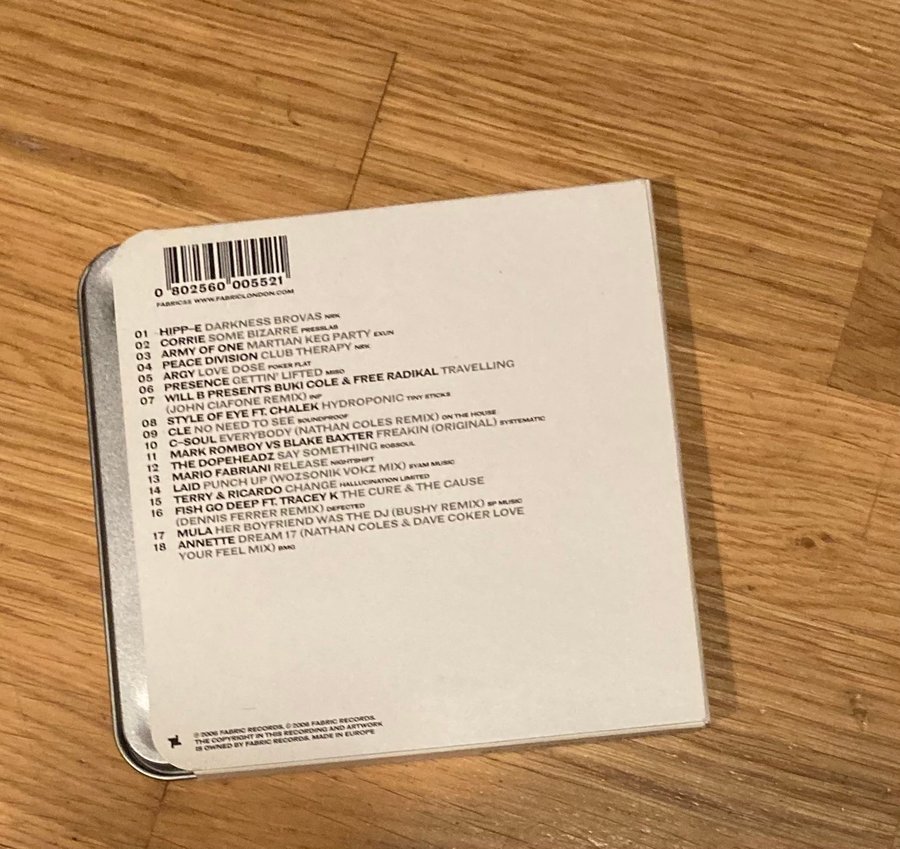 0 802560 005521
FABRIC55 WWW.FABRICLONDON.COM
01 HIPP-E DARKNESS BROVAS NRK
02 CORRIE SOME BIZARRE PRESSLAB
03 ARMY OF ONE MARTIAN KEG PARTY EXUN
04 PEACE DIVISION CLUB THERAPY NRK
05 ARGY LOVE DOSE POKER FLAT
06 PRESENCE GETTIN' LIFTED MISO
07 WILL B PRESENTS BUKI COLE & FREE RADIKAL TRAVELLING
(JOHN CIAFONE REMIX) INP
08 STYLE OF EYE FT. CHALEK HYDROPONIC TINY STICKS
09 CLE NO NEED TO SEE SOUNDPROOF
10 C-SOUL EVERYBODY (NATHAN COLES REMIX) ON THE HOUSE
11 MARK ROMBOY VS BLAKE BAXTER FREAKIN (ORIGINAL) SYSTEMATIC
12 THE DOPEHEADZ SAY SOMETHING ROBSOUL
13 MARIO FABRIANI RELEASE NIGHTSHIFT
14 LAID PUNCH UP (WOZSONIK VOKZ MIX) SYAM MUSIC
15 TERRY & RICARDO CHANGE HALLUCINATION LIMITED
16 FISH GO DEEP FT. TRACEY K THE CURE & THE CAUSE
(DENNIS FERRER REMIX) DEFECTED
17 MULA HER BOYFRIEND WAS THE DJ (BUSHY REMIX) SP MUSIC
18 ANNETTE DREAM 17 (NATHAN COLES & DAVE COKER LOVE
YOUR FEEL MIX) BMG
℗ 2006 FABRIC RECORDS. © 2006 FABRIC RECORDS.
THE COPYRIGHT IN THIS RECORDING AND ARTWORK
IS OWNED BY FABRIC RECORDS. MADE IN EUROPE